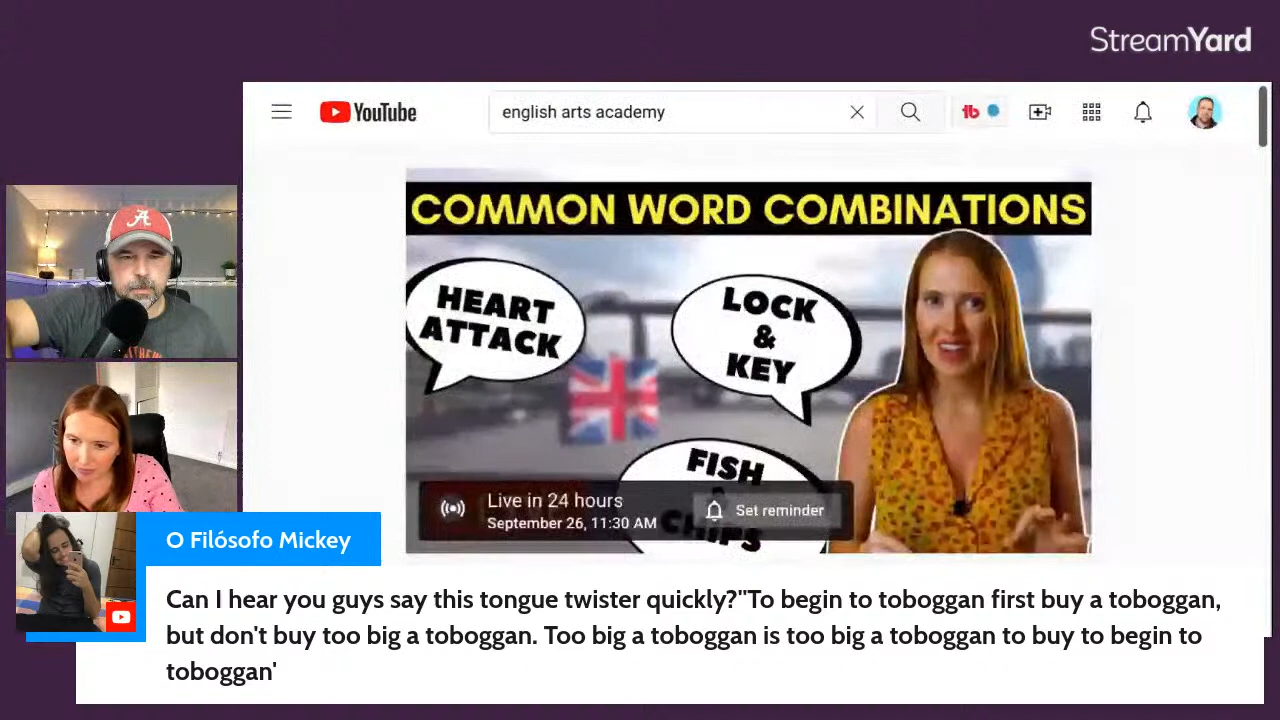 StreamYard
YouTube
english arts academy
COMMON WORD COMBINATIONS
HEART
ATTACK
LOCK
&
KEY
FISH
CHIPS
Live in 24 hours
September 26, 11:30 AM
Set reminder
O Filósofo Mickey
Can I hear you guys say this tongue twister quickly?"To begin to toboggan first buy a toboggan,
but don't buy too big a toboggan. Too big a toboggan is too big a toboggan to buy to begin to
toboggan'